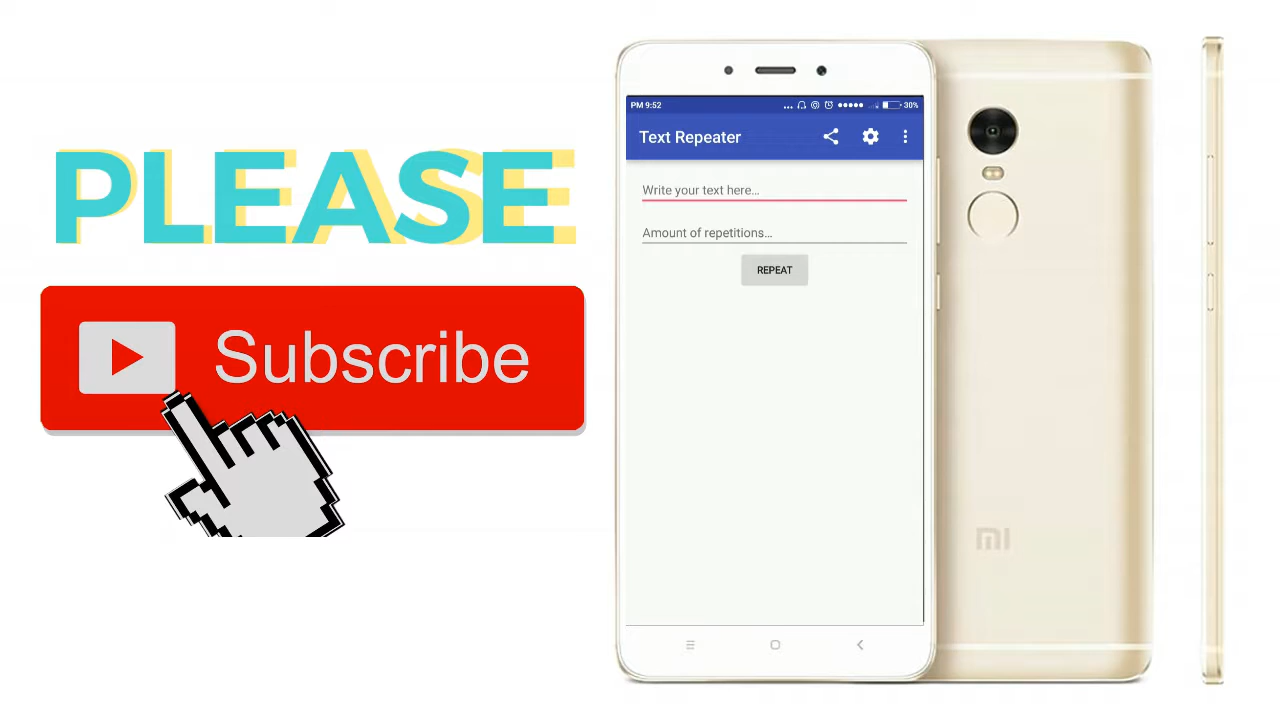 PLEASE
Subscribe
PM 9:52
30%
Text Repeater
Write your text here...
Amount of repetitions...
REPEAT
MI